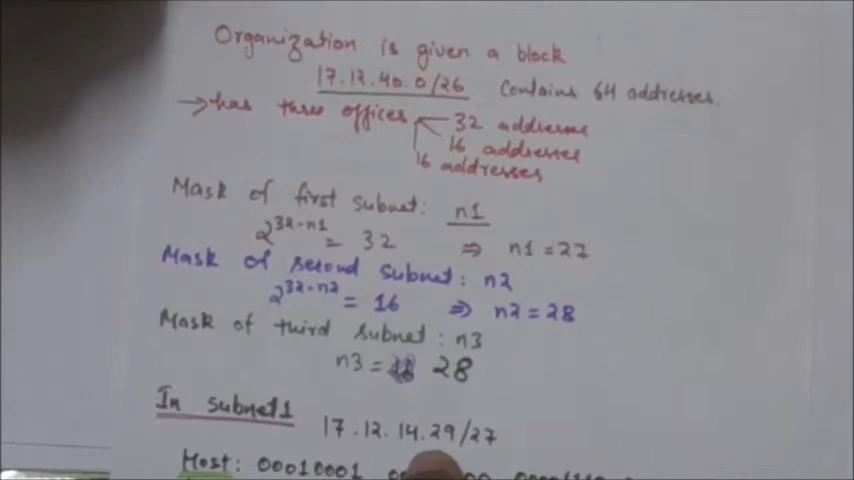 Organization is given a block
17.12.40.0/26 Contains 64 addresses.
→ has three offices 32 addresses
16 addresses
16 addresses
Mask of first subnet: n1
2^32-n1 = 32 ⇒ n1 = 27
Mask of second subnet: n2
2^32-n2 = 16 ⇒ n2 = 28
Mask of third subnet: n3
n3 = 28
In subnet1
17.12.14.29/27
Host: 00010001